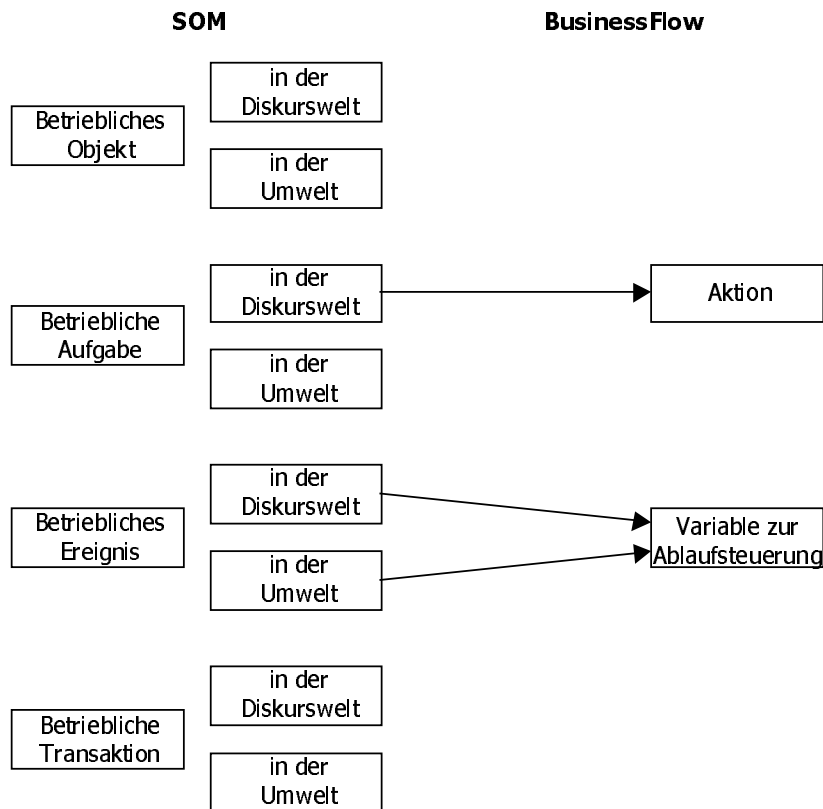 SOM
BusinessFlow
Betriebliches
Objekt
in der
Diskurswelt
in der
Umwelt
Betriebliche
Aufgabe
in der
Diskurswelt
in der
Umwelt
Aktion
Betriebliches
Ereignis
in der
Diskurswelt
in der
Umwelt
Variable zur
Ablaufsteuerung
Betriebliche
Transaktion
in der
Diskurswelt
in der
Umwelt